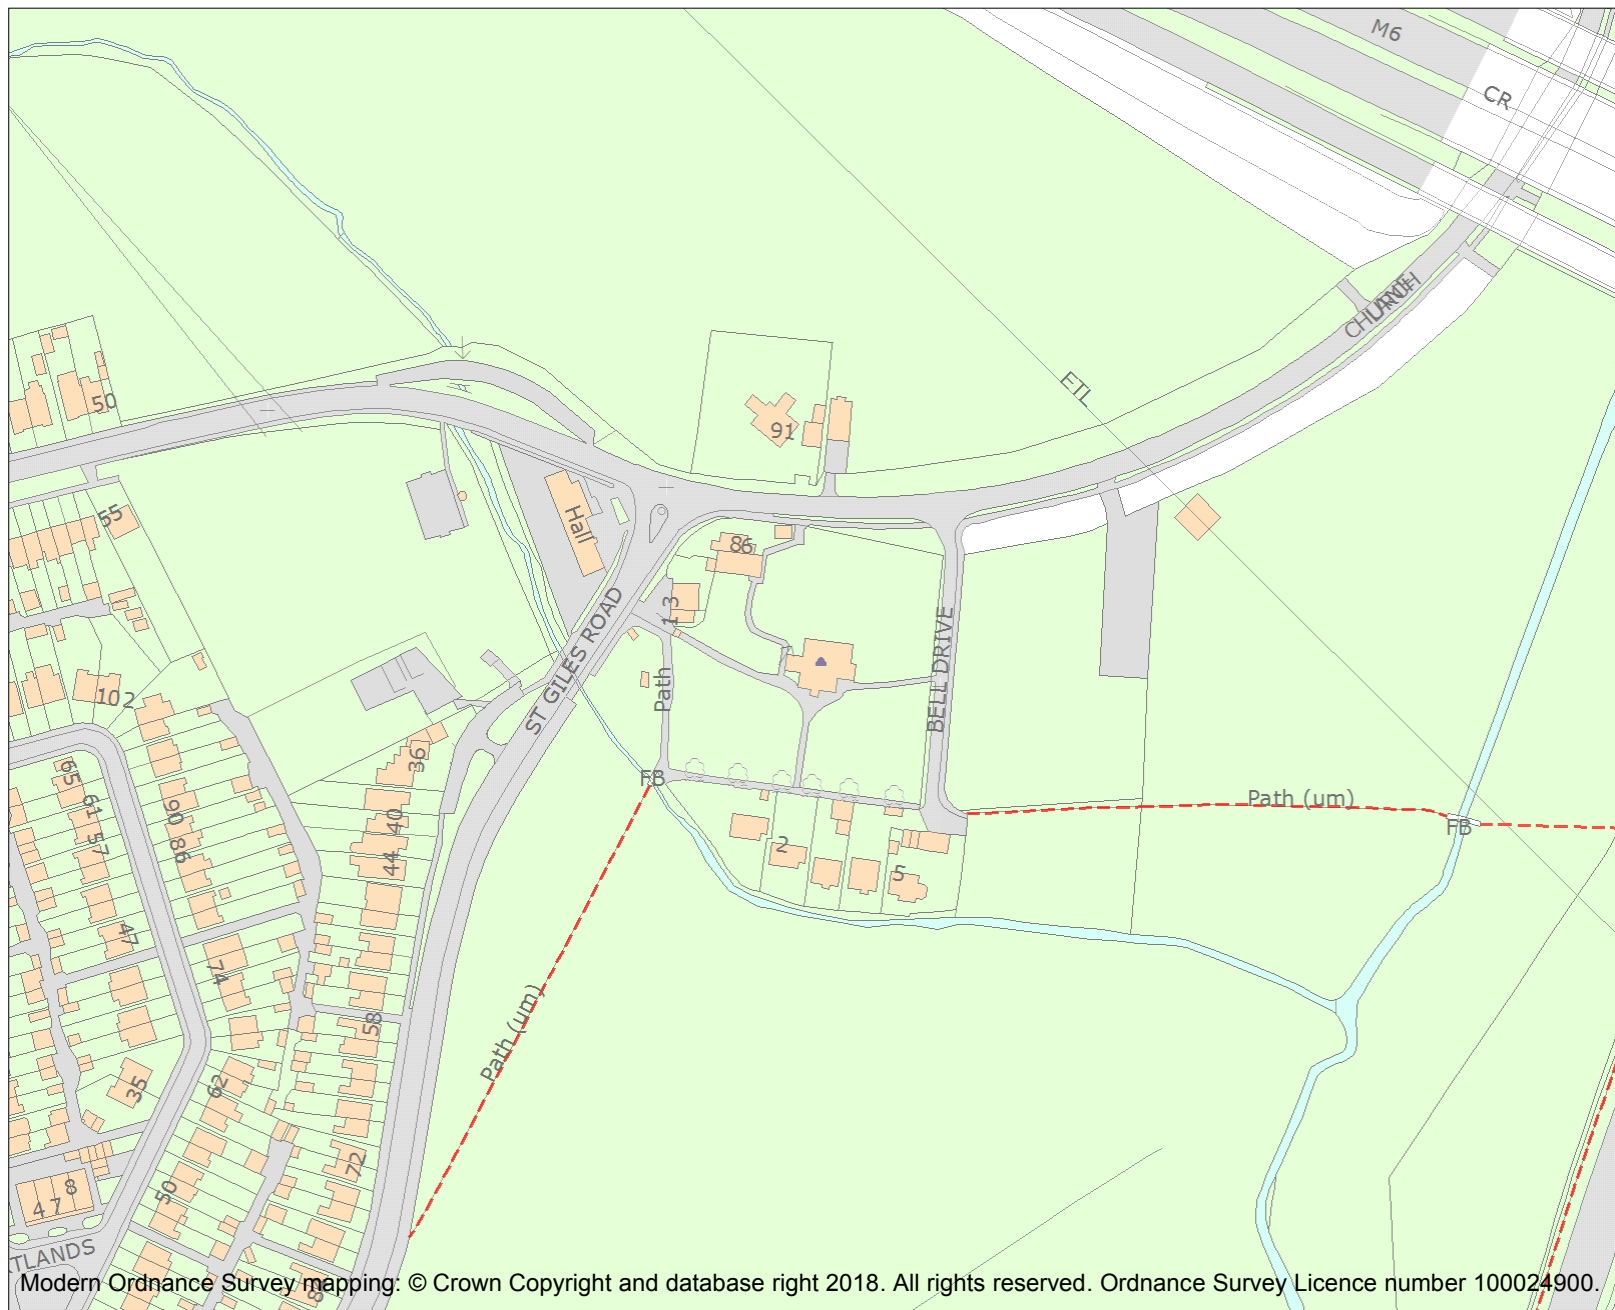 M6
CR
CHURCH
LANE
ETL
50
91
55
Hall
86
1 3
ST GILES ROAD
Path
BELL DRIVE
102
36
65
61
57
90
86
40
44
FB
Path (um)
FB
2
5
47
74
58
Path (um)
35
62
72
50
47
8
TLANDS
Modern Ordnance Survey mapping: © Crown Copyright and database right 2018. All rights reserved. Ordnance Survey Licence number 100024900.